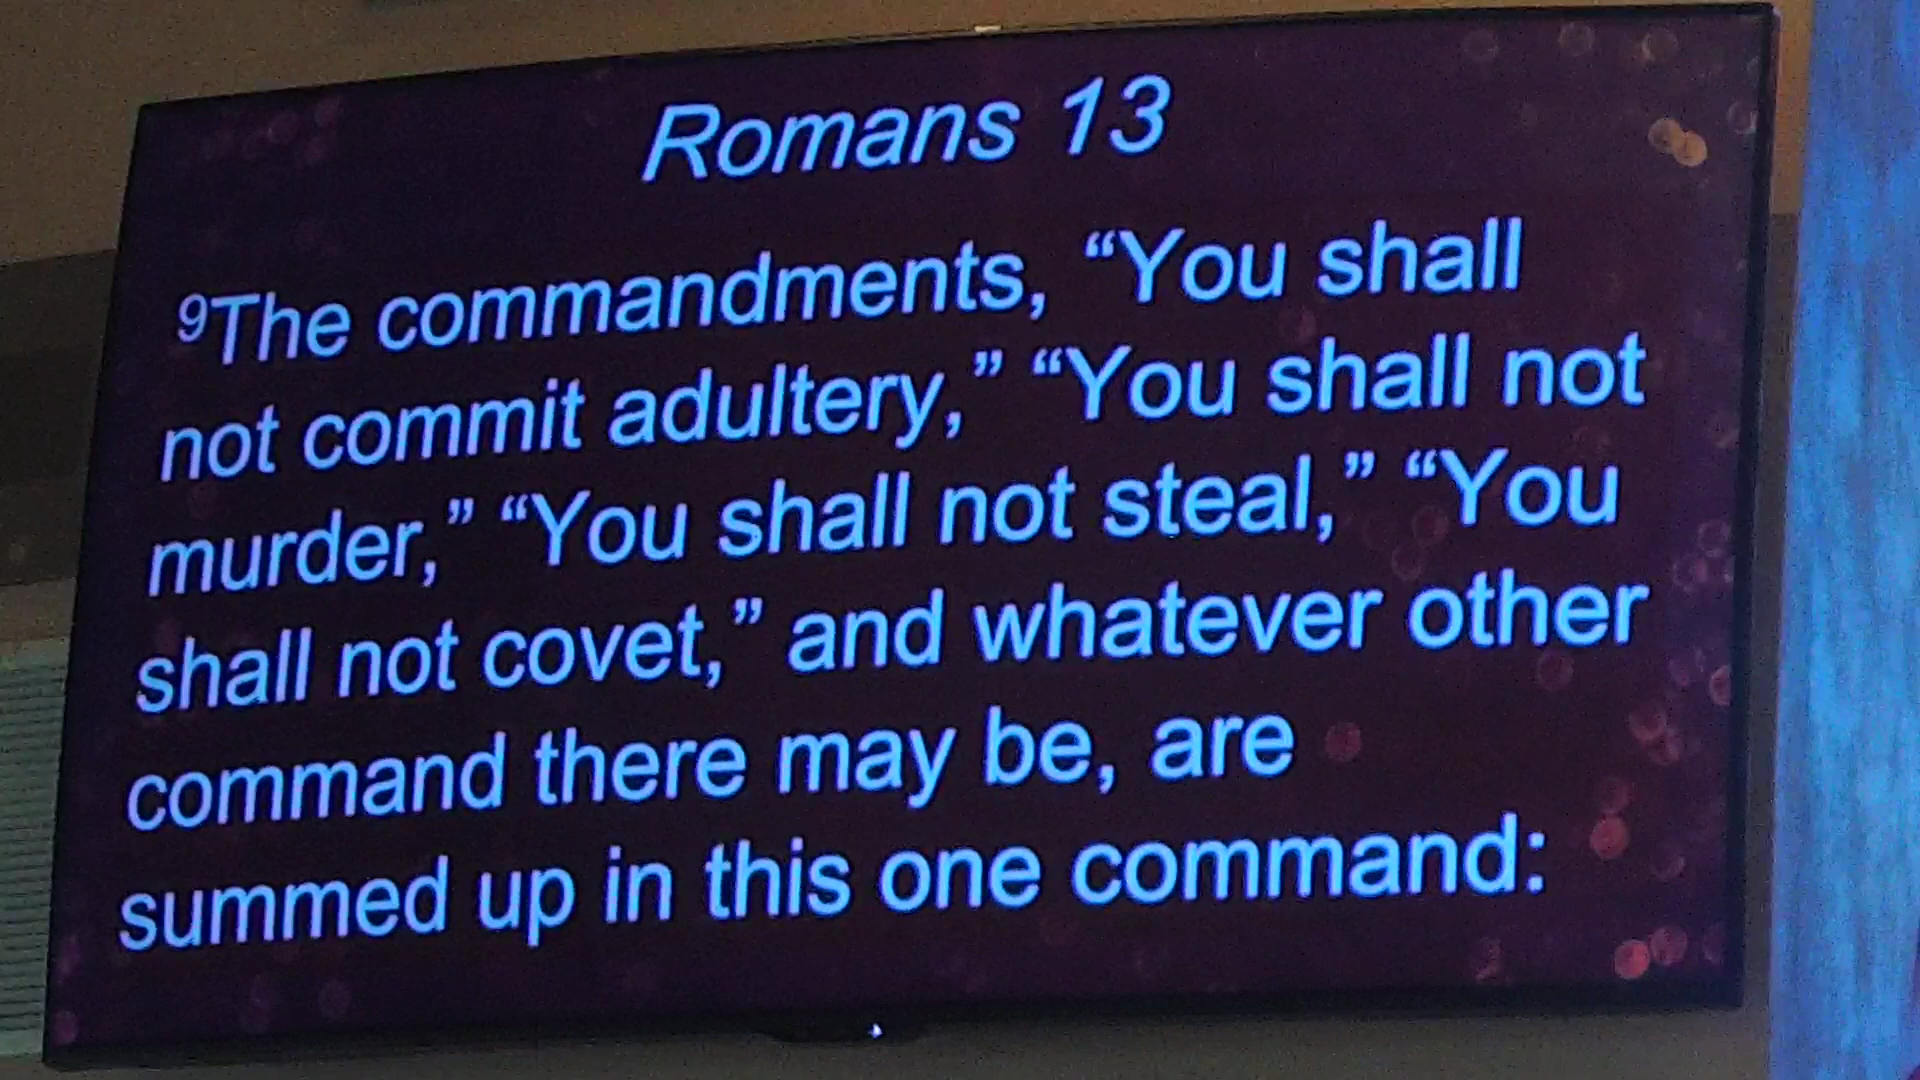 Romans 13
⁹The commandments, “You shall
not commit adultery,” “You shall not
murder,” “You shall not steal,” “You
shall not covet,” and whatever other
command there may be, are
summed up in this one command: